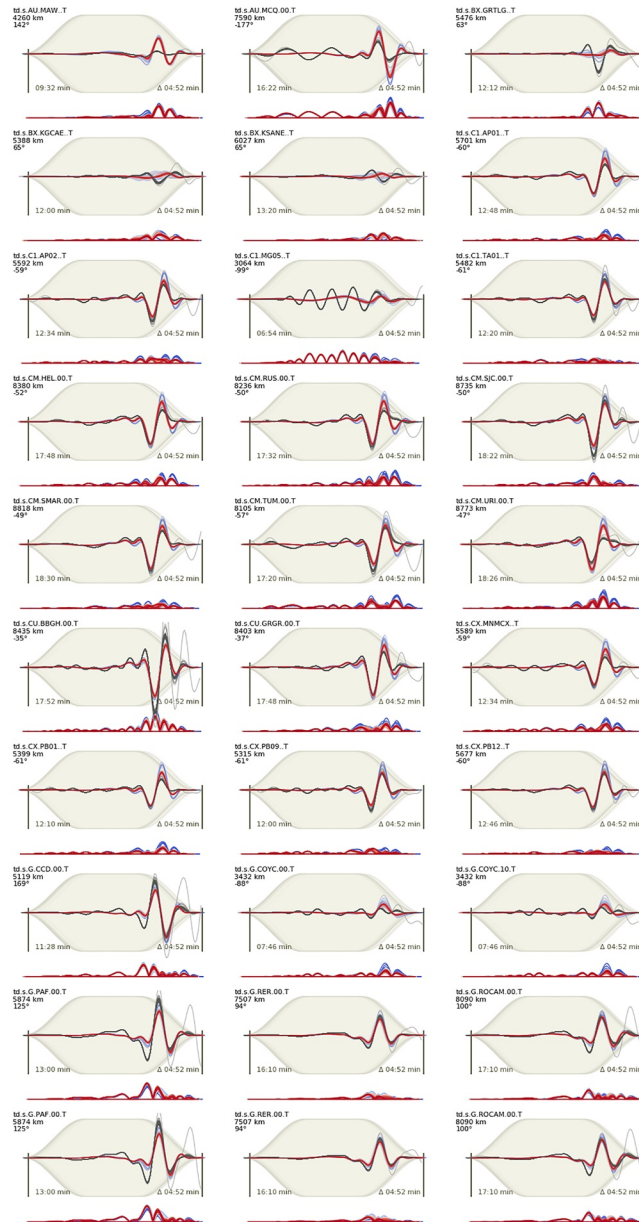 td.s.AU.MAW..T
4260 km
142°
09:32 min
Δ 04:52 min
td.s.AU.MCQ.00.T
7590 km
-177°
16:22 min
Δ 04:52 min
td.s.BX.GRTLG..T
5476 km
63°
12:12 min
Δ 04:52 min
td.s.BX.KGCAE..T
5388 km
65°
12:00 min
Δ 04:52 min
td.s.BX.KSANE..T
6027 km
65°
13:20 min
Δ 04:52 min
td.s.C1.AP01..T
5701 km
-60°
12:48 min
Δ 04:52 min
td.s.C1.AP02..T
5592 km
-59°
12:34 min
Δ 04:52 min
td.s.C1.MG05..T
3064 km
-99°
06:54 min
Δ 04:52 min
td.s.C1.TA01..T
5482 km
-61°
12:20 min
Δ 04:52 min
td.s.CM.HEL.00.T
8380 km
-52°
17:48 min
Δ 04:52 min
td.s.CM.RUS.00.T
8236 km
-50°
17:32 min
Δ 04:52 min
td.s.CM.SJC.00.T
8735 km
-50°
18:22 min
Δ 04:52 min
td.s.CM.SMAR.00.T
8818 km
-49°
18:30 min
Δ 04:52 min
td.s.CM.TUM.00.T
8105 km
-57°
17:20 min
Δ 04:52 min
td.s.CM.URI.00.T
8773 km
-47°
18:26 min
Δ 04:52 min
td.s.CU.BBGH.00.T
8435 km
-35°
17:52 min
Δ 04:52 min
td.s.CU.GRGR.00.T
8403 km
-37°
17:48 min
Δ 04:52 min
td.s.CX.MNMCX..T
5589 km
-59°
12:34 min
Δ 04:52 min
td.s.CX.PB01..T
5399 km
-61°
12:10 min
Δ 04:52 min
td.s.CX.PB09..T
5315 km
-61°
12:00 min
Δ 04:52 min
td.s.CX.PB12..T
5677 km
-60°
12:46 min
Δ 04:52 min
td.s.G.CCD.00.T
5119 km
169°
11:28 min
Δ 04:52 min
td.s.G.COYC.00.T
3432 km
-88°
07:46 min
Δ 04:52 min
td.s.G.COYC.10.T
3432 km
-88°
07:46 min
Δ 04:52 min
td.s.G.PAF.00.T
5874 km
125°
13:00 min
Δ 04:52 min
td.s.G.RER.00.T
7507 km
94°
16:10 min
Δ 04:52 min
td.s.G.ROCAM.00.T
8090 km
100°
17:10 min
Δ 04:52 min
td.s.G.PAF.00.T
5874 km
125°
13:00 min
Δ 04:52 min
td.s.G.RER.00.T
7507 km
94°
16:10 min
Δ 04:52 min
td.s.G.ROCAM.00.T
8090 km
100°
17:10 min
Δ 04:52 min